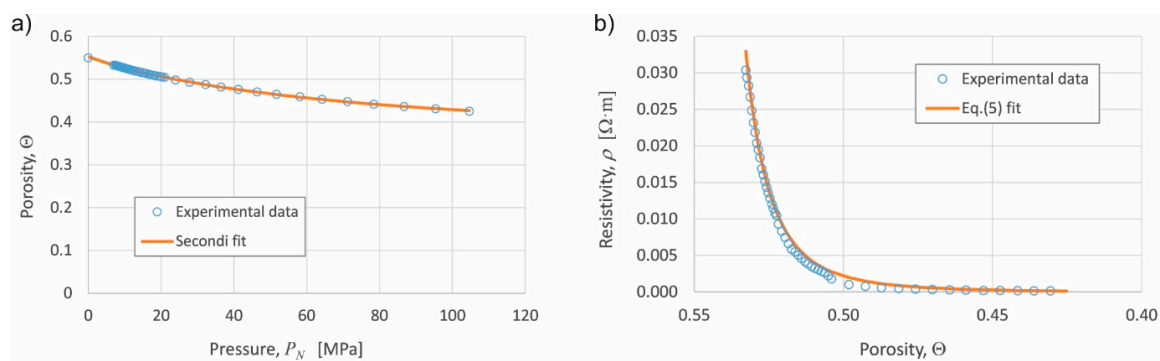 a)
0.6
0.5
0.4
0.3
0.2
0.1
0
Porosity, Θ
Experimental data
Secondi fit
0 20 40 60 80 100 120
Pressure, P_N [MPa]
b)
0.035
0.030
0.025
0.020
0.015
0.010
0.005
0.000
Resistivity, ρ [Ω·m]
Experimental data
Eq.(5) fit
0.55 0.50 0.45 0.40
Porosity, Θ